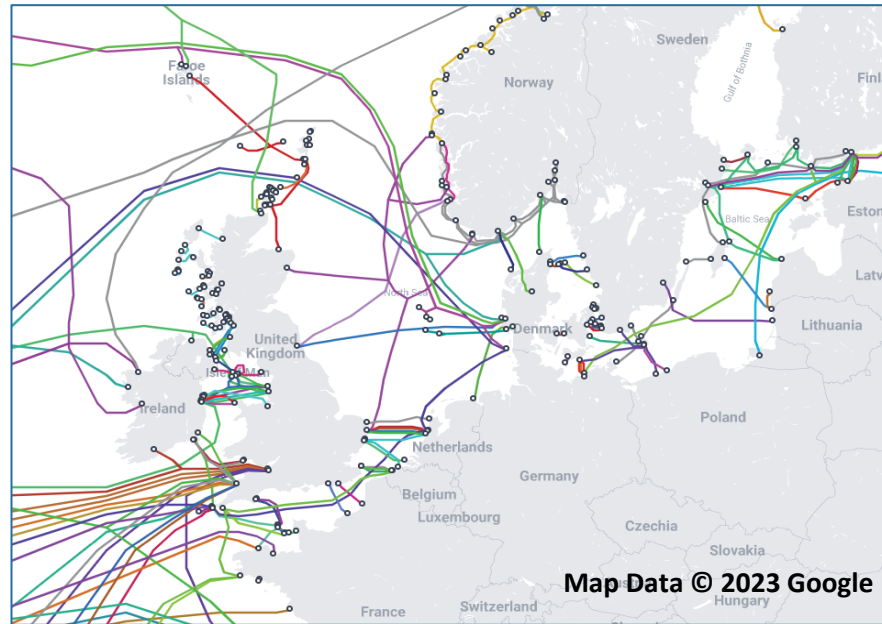 Sweden
Faroe
Islands
Norway
Gulf of Bothnia
Finl
Baltic Sea
Eston
Latv
North Sea
United
Kingdom
Denmark
Lithuania
Isle of Man
Ireland
Poland
Netherlands
Germany
Belgium
Luxembourg
Czechia
Slovakia
Map Data © 2023 Google
Hungary
France
Switzerland